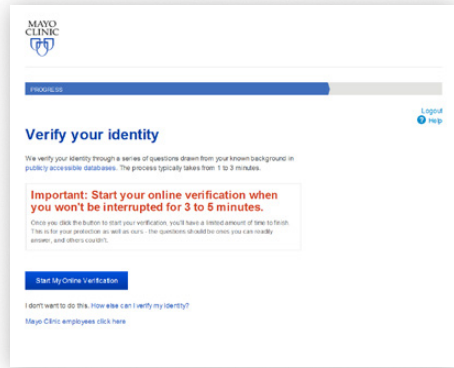 MAYO
CLINIC
PROGRESS
Logout
? Help
Verify your identity
We verify your identity through a series of questions drawn from your known background in
publicly accessible databases. The process typically takes from 1 to 3 minutes.
Important: Start your online verification when
you won't be interrupted for 3 to 5 minutes.
Once you click the button to start your verification, you'll have a limited amount of time to finish.
This is for your protection as well as ours - the questions should be ones you can readily
answer, and others couldn't.
Start My Online Verification
I don't want to do this. How else can I verify my identity?
Mayo Clinic employees click here